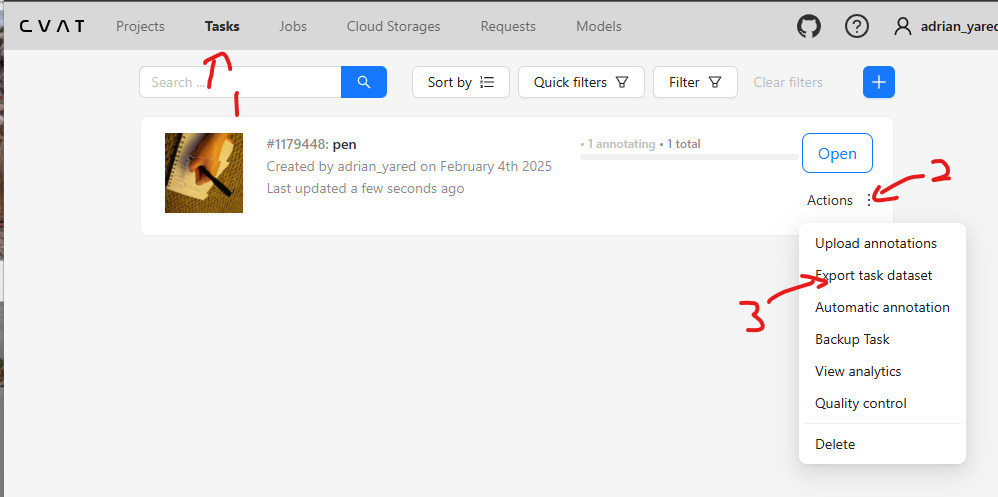 CVAT Projects Tasks Jobs Cloud Storages Requests Models ? adrian_yared
1
Search ... Sort by Quick filters Filter Clear filters +
#1179448: pen • 1 annotating • 1 total Open
Created by adrian_yared on February 4th 2025
Last updated a few seconds ago
Actions 2
Upload annotations
3 Export task dataset
Automatic annotation
Backup Task
View analytics
Quality control
Delete